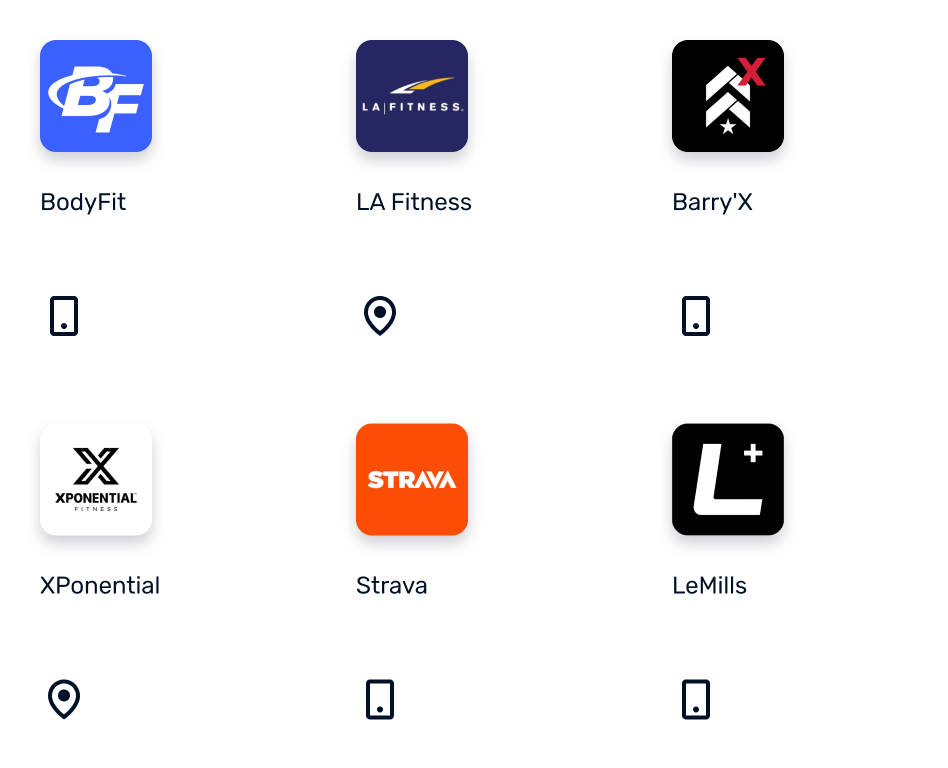 BF
LA|FITNESS.
X
BodyFit
LA Fitness
Barry'X
X
XPONENTIAL
FITNESS
STRAVA
L+
XPonential
Strava
LeMills